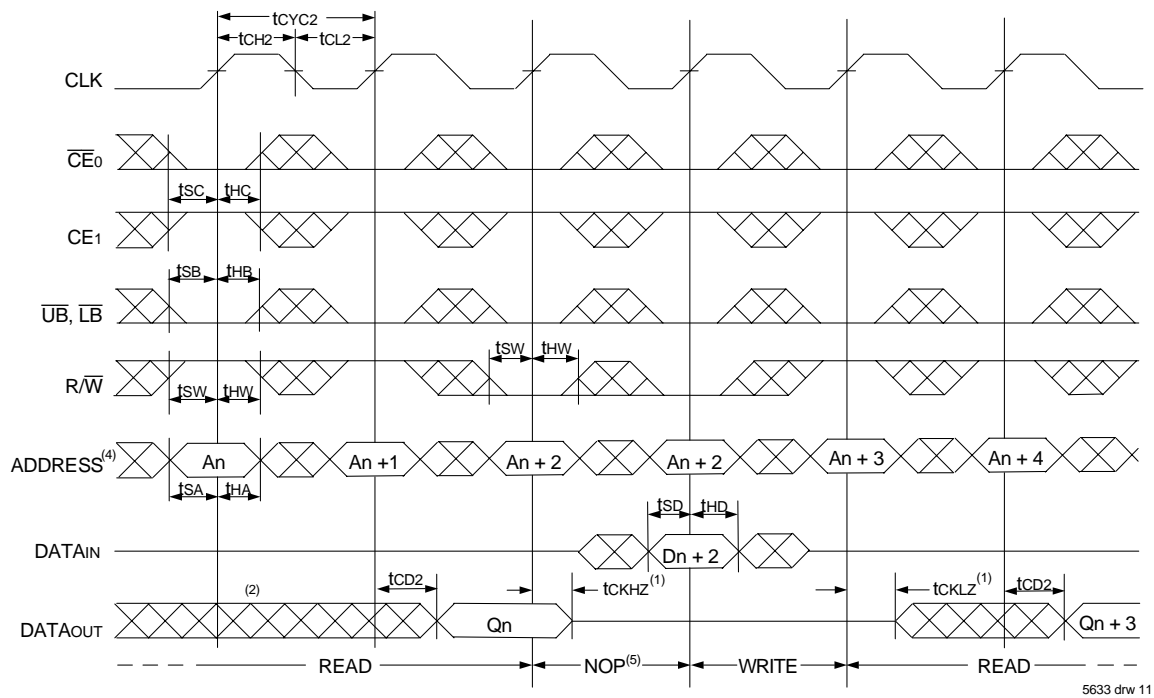 tCYC2
tCH2 tCL2
CLK
CE0
tSC tHC
CE1
tSB tHB
UB, LB
tSW tHW
R/W
tSW tHW
ADDRESS(4) An An +1 An + 2 An + 2 An + 3 An + 4
tSA tHA
tSD tHD
DATAIN Dn + 2
(2) tCD2 tCKHZ(1) tCKLZ(1) tCD2
DATAOUT Qn Qn + 3
READ NOP(5) WRITE READ
5633 drw 11